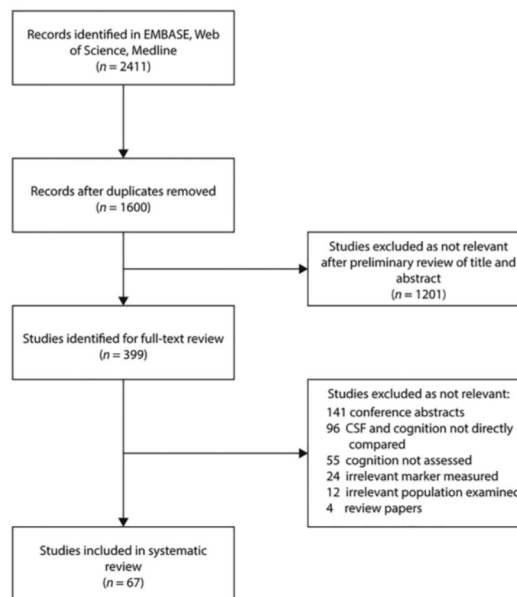 Records identified in EMBASE, Web
of Science, Medline
(n = 2411)
Records after duplicates removed
(n = 1600)
Studies excluded as not relevant
after preliminary review of title and
abstract
(n = 1201)
Studies identified for full-text review
(n = 399)
Studies excluded as not relevant:
141 conference abstracts
96 CSF and cognition not directly
compared
55 cognition not assessed
24 irrelevant marker measured
12 irrelevant population examined
4 review papers
Studies included in systematic
review
(n = 67)